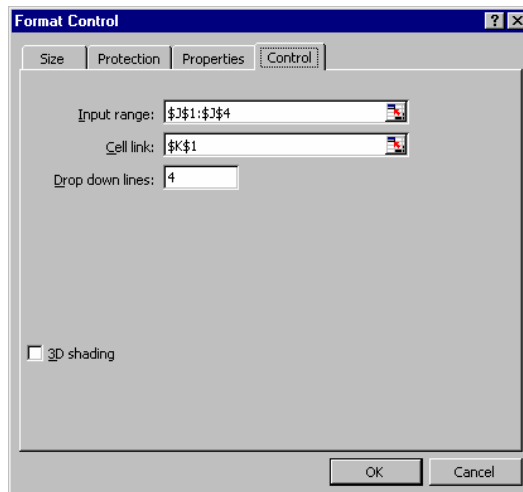 Format Control
Size Protection Properties Control
Input range: $J$1:$J$4
Cell link: $K$1
Drop down lines: 4
3D shading
OK Cancel